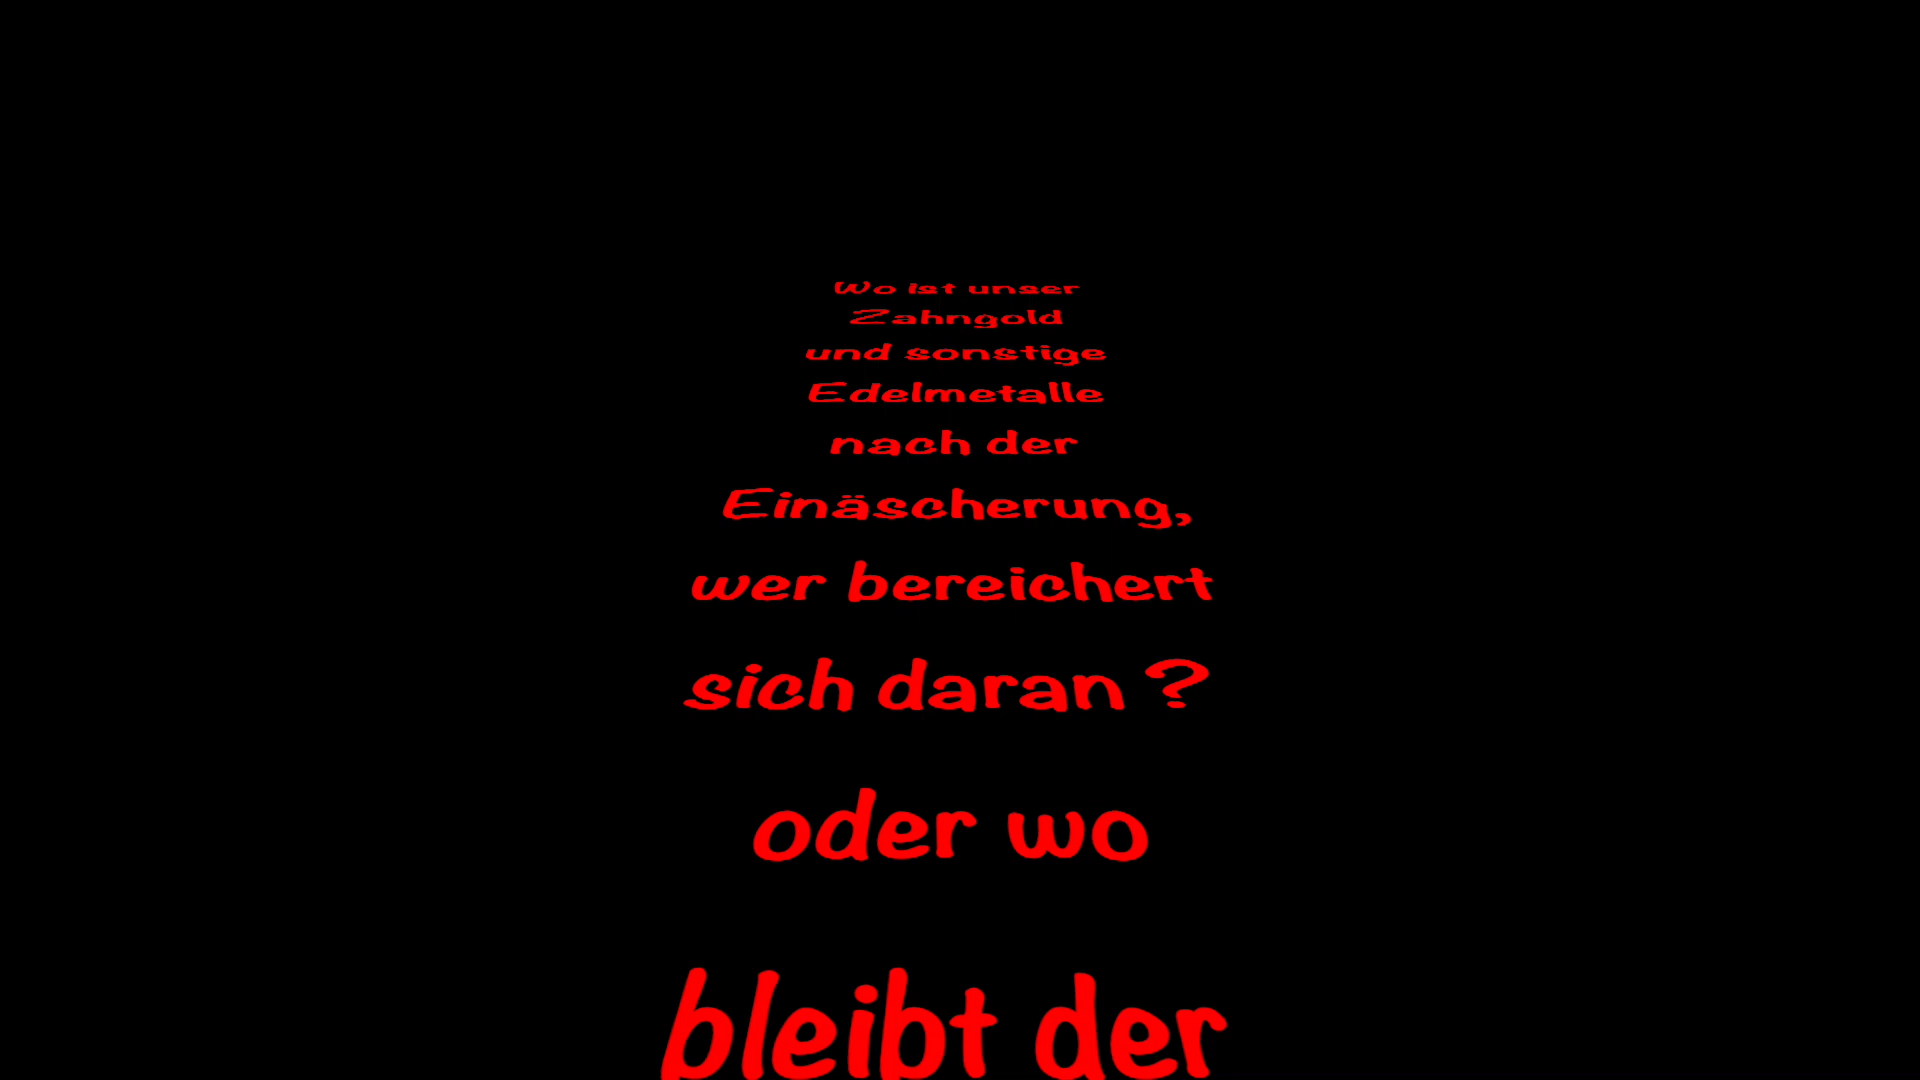 Wo ist unser
Zahngold
und sonstige
Edelmetalle
nach der
Einäscherung,
wer bereichert
sich daran ?
oder wo
bleibt der